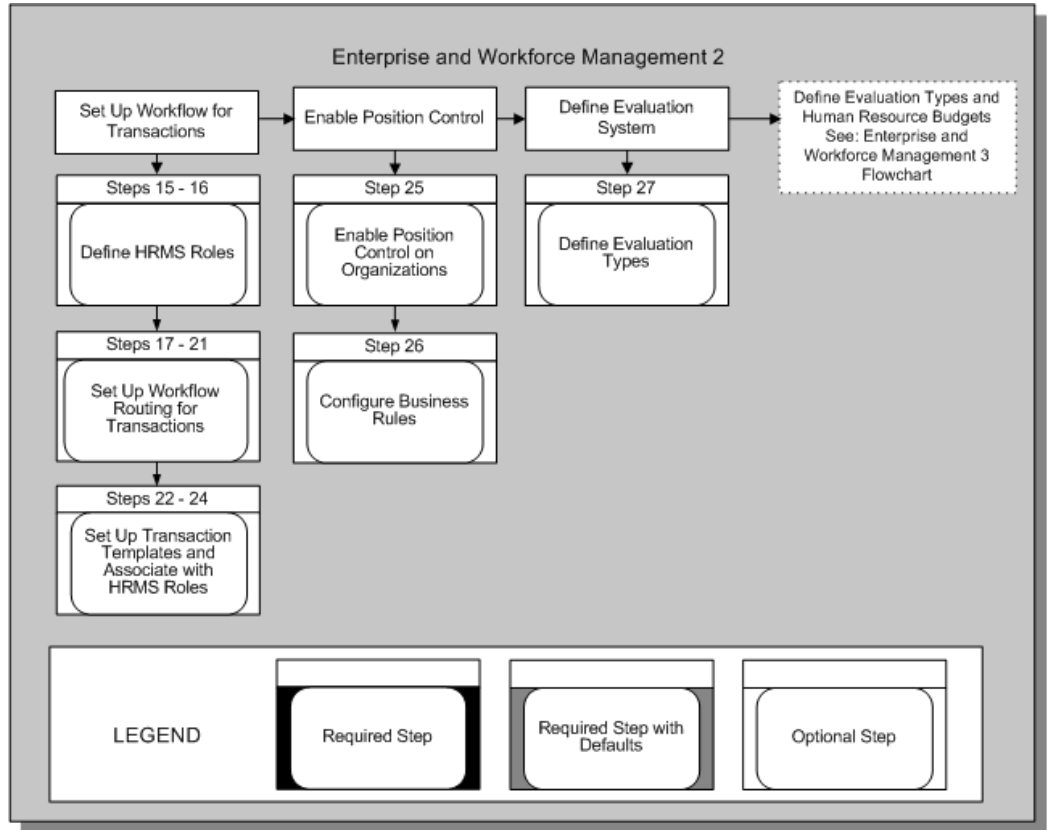 Enterprise and Workforce Management 2
Set Up Workflow for
Transactions
Enable Position Control
Define Evaluation
System
Define Evaluation Types and
Human Resource Budgets
See: Enterprise and
Workforce Management 3
Flowchart
Steps 15 - 16
Define HRMS Roles
Steps 17 - 21
Set Up Workflow
Routing for
Transactions
Steps 22 - 24
Set Up Transaction
Templates and
Associate with
HRMS Roles
Step 25
Enable Position
Control on
Organizations
Step 26
Configure Business
Rules
Step 27
Define Evaluation
Types
LEGEND
Required Step
Required Step with
Defaults
Optional Step